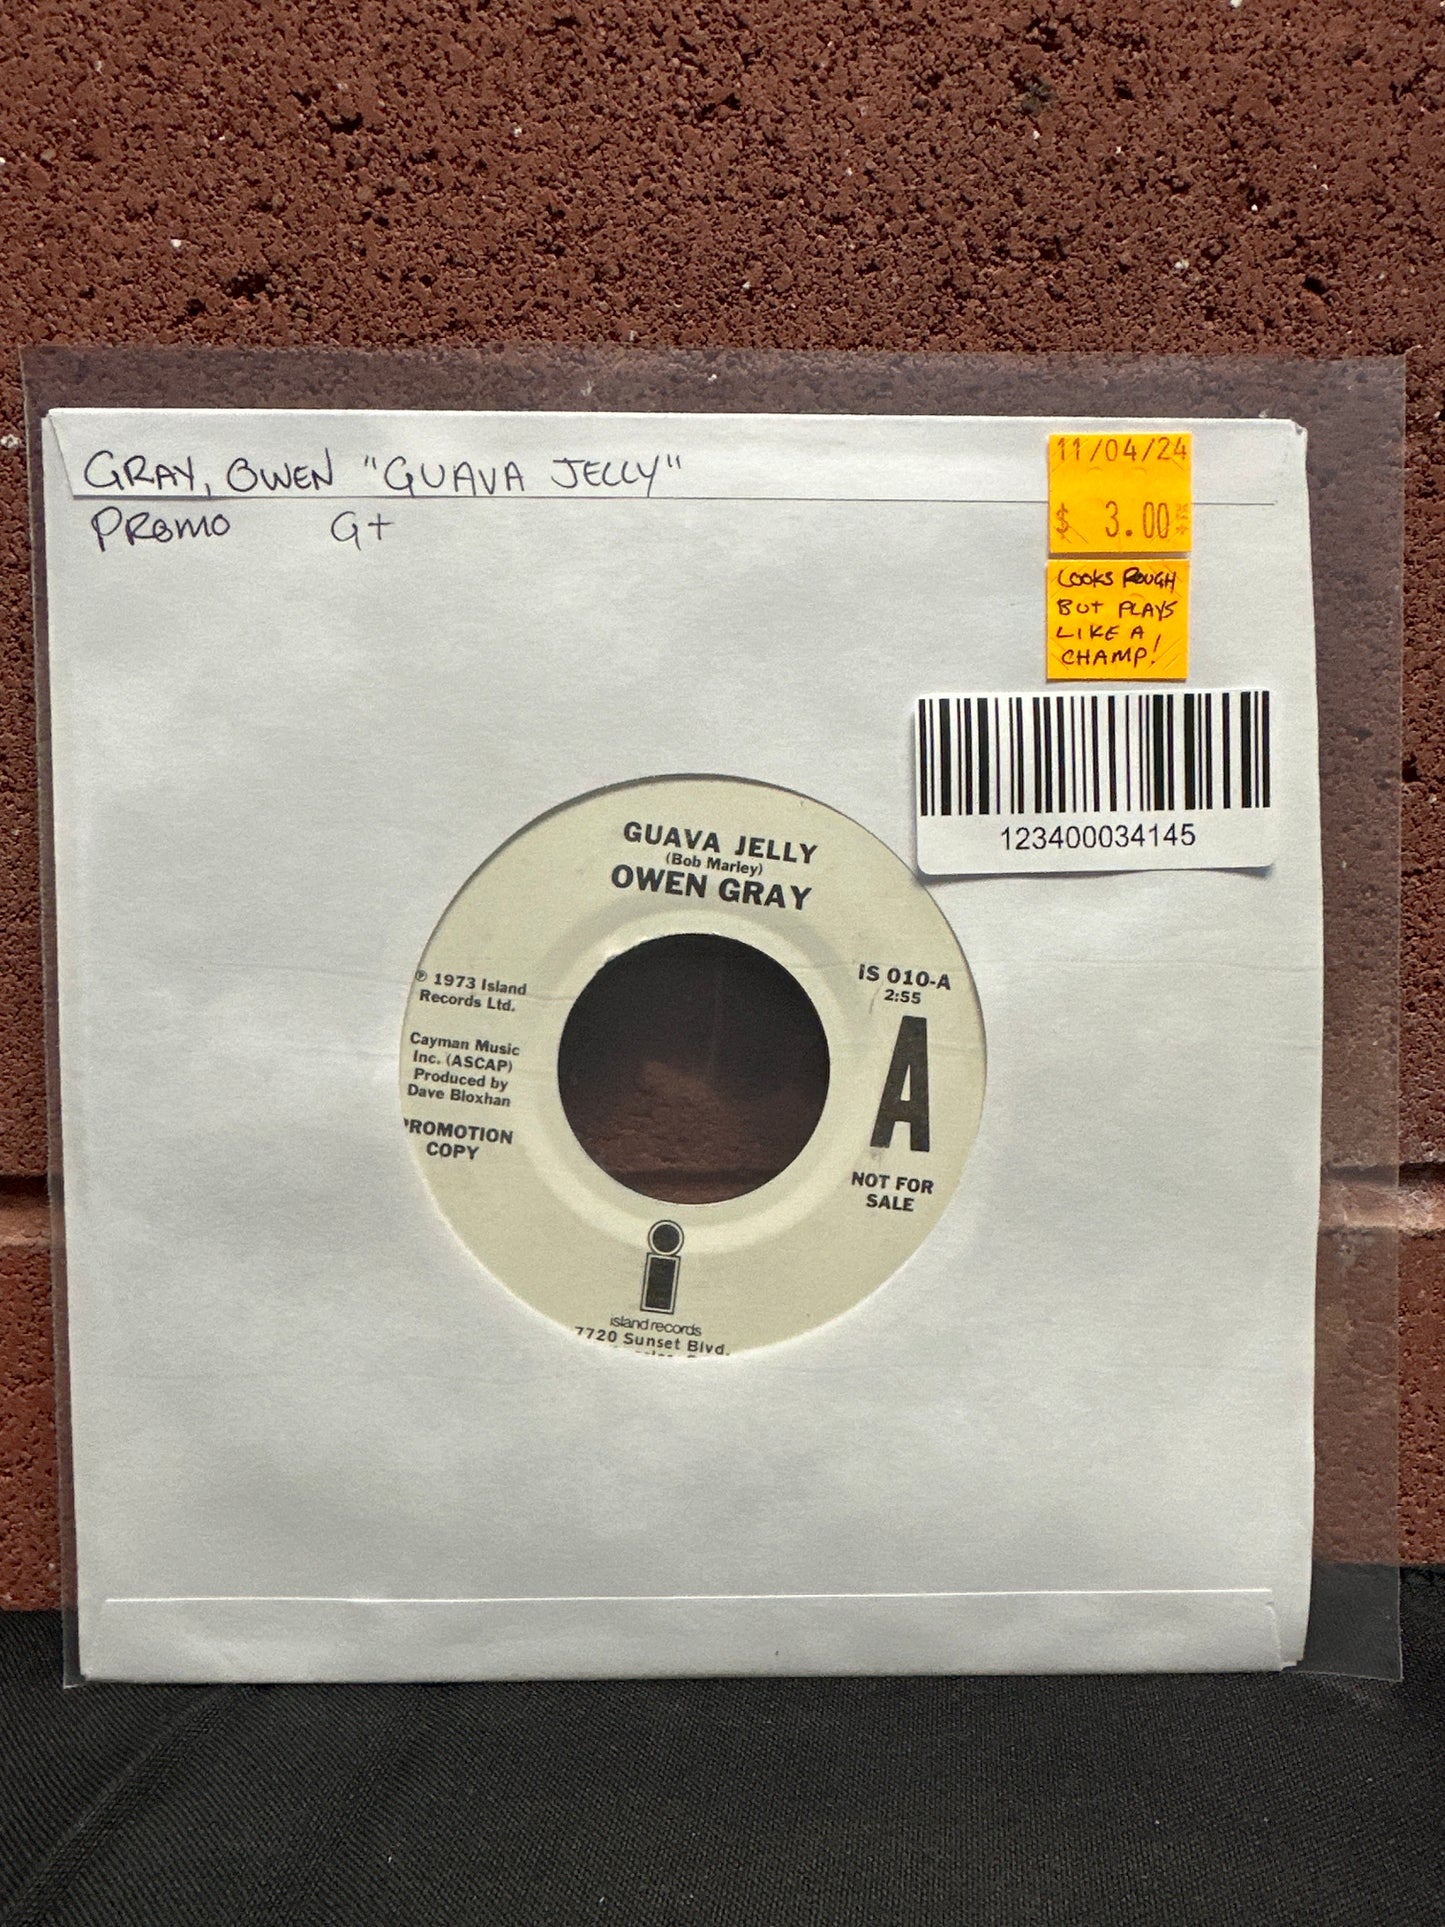 GRAY, OWEN "GUAVA JELLY"
PROMO G+
11/04/24
$ 3.00
LOOKS ROUGH
BUT PLAYS
LIKE A
CHAMP!
123400034145
GUAVA JELLY
(Bob Marley)
OWEN GRAY
℗ 1973 Island
Records Ltd.
Cayman Music
Inc. (ASCAP)
Produced by
Dave Bloxhan
PROMOTION
COPY
IS 010-A
2:55
A
NOT FOR
SALE
i
island records
7720 Sunset Blvd.